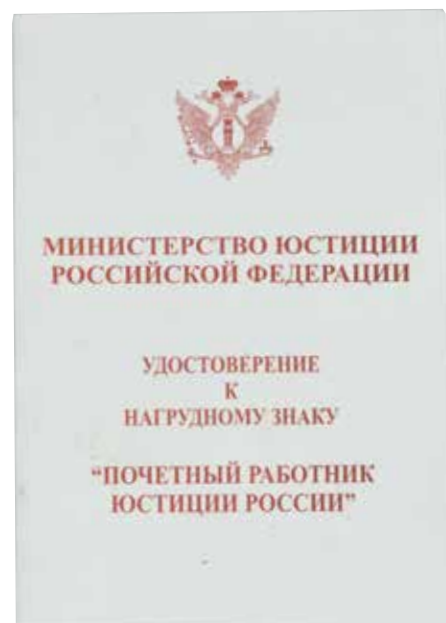 МИНИСТЕРСТВО ЮСТИЦИИ
РОССИЙСКОЙ ФЕДЕРАЦИИ
УДОСТОВЕРЕНИЕ
К
НАГРУДНОМУ ЗНАКУ
“ПОЧЕТНЫЙ РАБОТНИК
ЮСТИЦИИ РОССИИ”